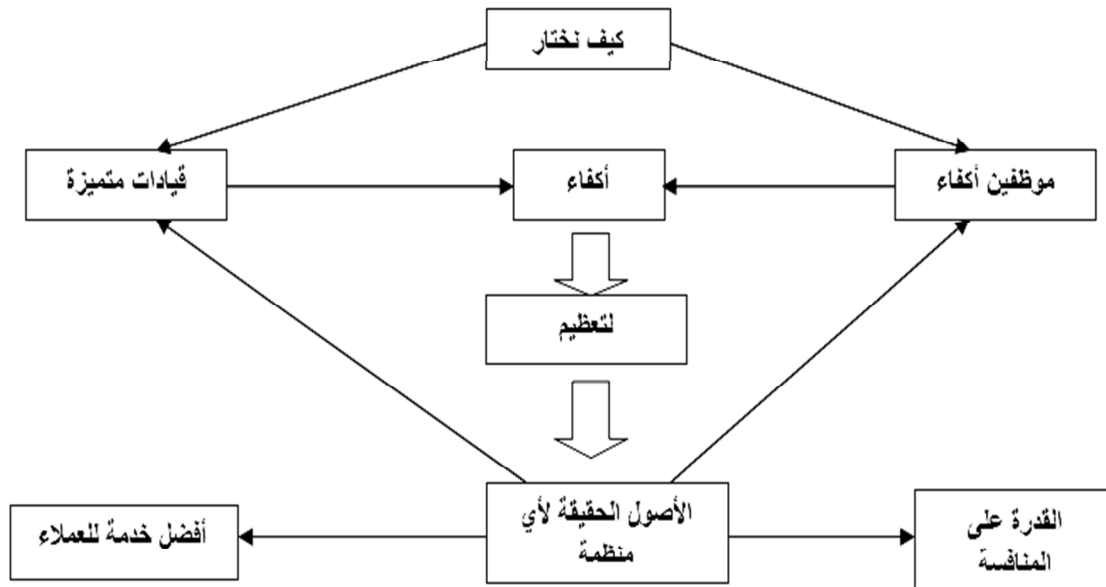 كيف نختار
موظفين أكفاء
أكفاء
قيادات متميزة
لتعظيم
الأصول الحقيقة لأي
منظمة
القدرة على
المنافسة
أفضل خدمة للعملاء